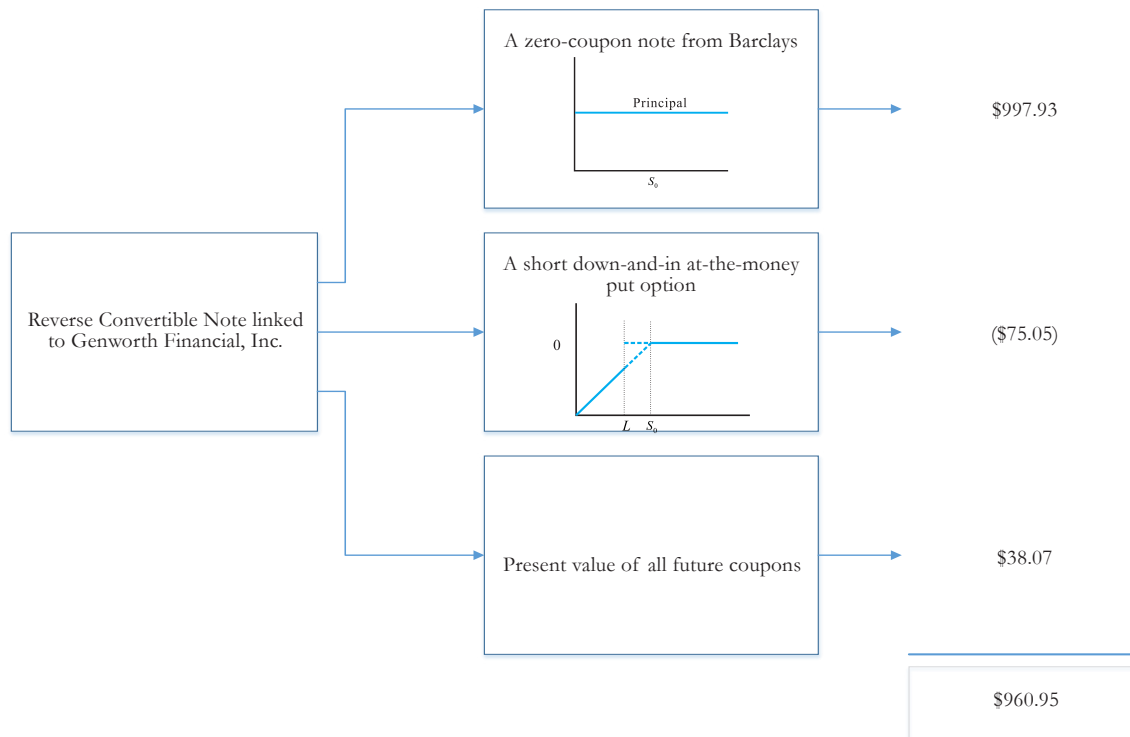 A zero-coupon note from Barclays
Principal
S₀
$997.93
Reverse Convertible Note linked
to Genworth Financial, Inc.
A short down-and-in at-the-money
put option
0
L S₀
($75.05)
Present value of all future coupons
$38.07
$960.95